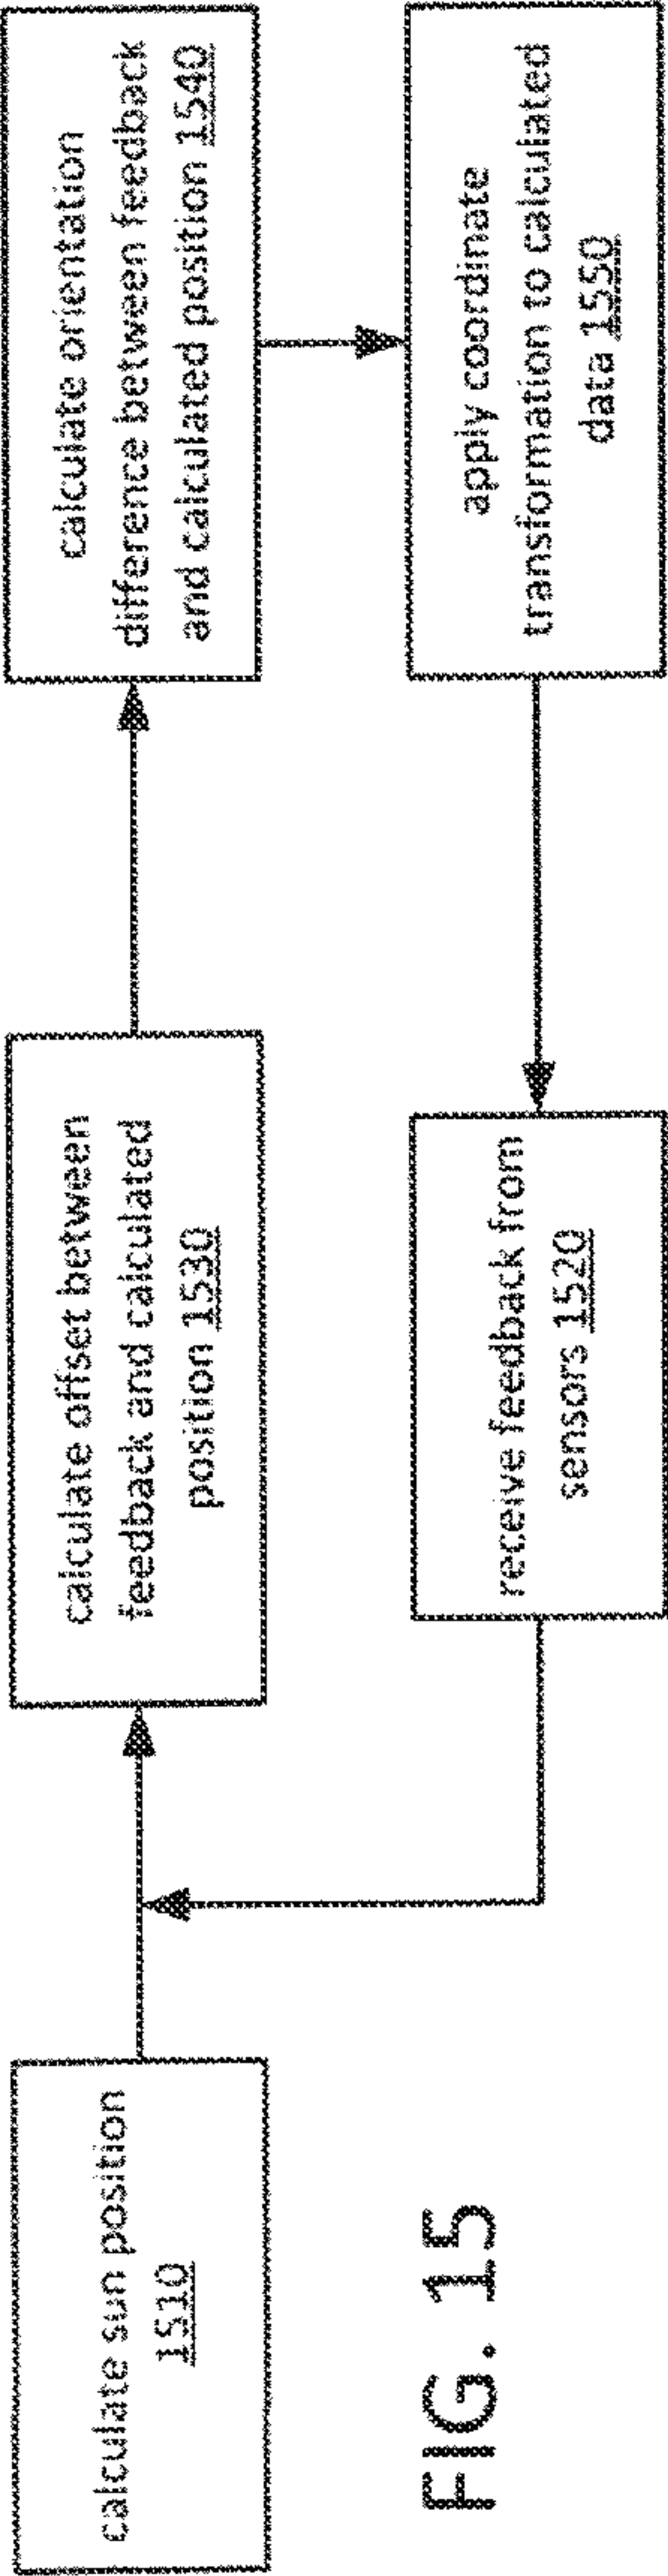 calculate sun position
1510
calculate offset between
feedback and calculated
position 1530
calculate orientation
difference between feedback
and calculated position 1540
receive feedback from
sensors 1520
apply coordinate
transformation to calculated
data 1550
FIG. 15